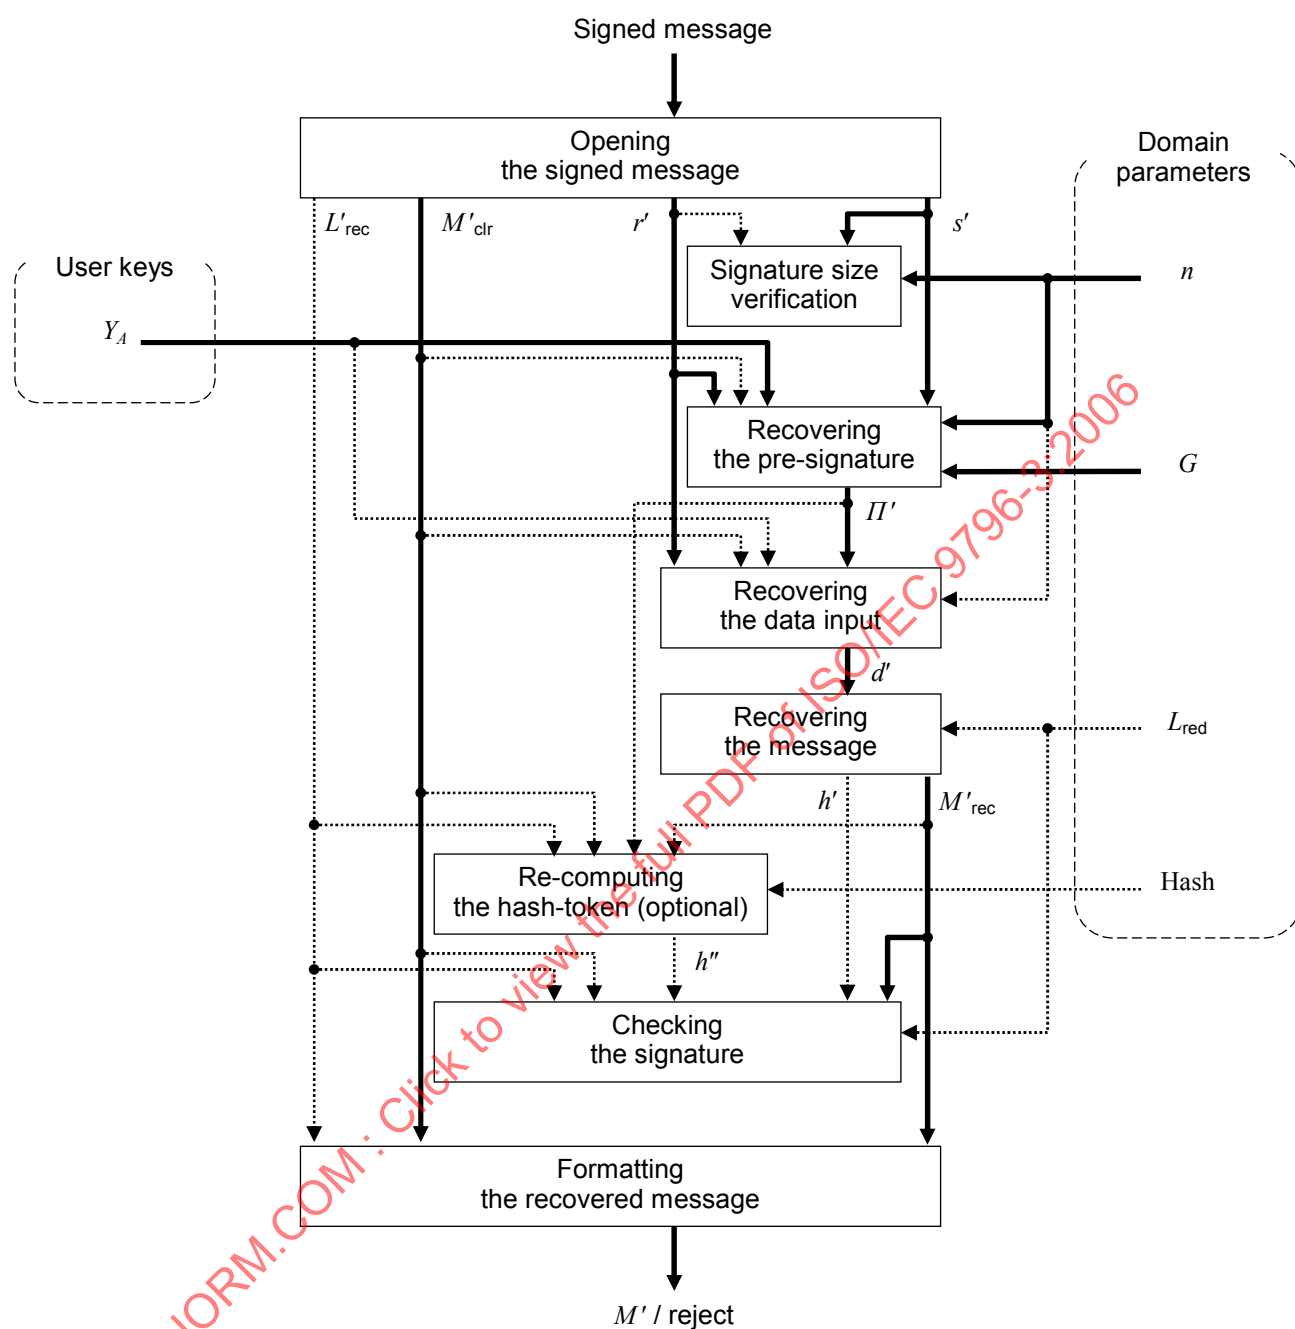 Signed message
Opening
the signed message
Domain
parameters
L′rec
M′clr
r′
s′
User keys
Signature size
verification
n
Y_A
Recovering
the pre-signature
G
Π′
Recovering
the data input
d′
Recovering
the message
L_red
h′
M′rec
Re-computing
the hash-token (optional)
Hash
h″
Checking
the signature
Formatting
the recovered message
M′ / reject
NORM.COM : Click to view the full PDF of ISO/IEC 9796-3:2006